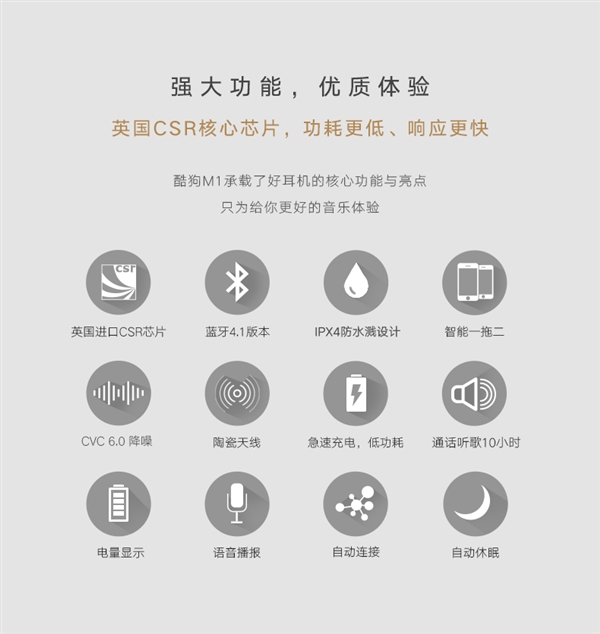 强大功能，优质体验
英国CSR核心芯片，功耗更低、响应更快
酷狗M1承载了好耳机的核心功能与亮点
只为给你更好的音乐体验
csr
英国进口CSR芯片 蓝牙4.1版本 IPX4防水溅设计 智能一拖二
CVC 6.0 降噪 陶瓷天线 急速充电，低功耗 通话听歌10小时
电量显示 语音播报 自动连接 自动休眠